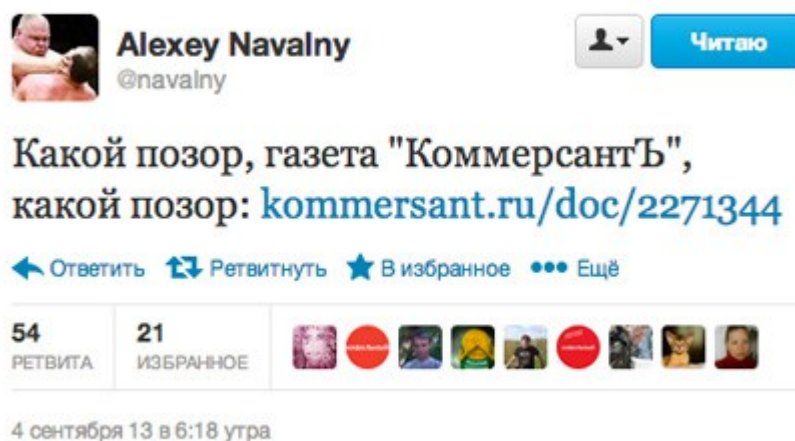 Alexey Navalny
@navalny
Читаю
Какой позор, газета "КоммерсантЪ",
какой позор: kommersant.ru/doc/2271344
Ответить Ретвитнуть В избранное Ещё
54 21
РЕТВИТА ИЗБРАННОЕ
4 сентября 13 в 6:18 утра